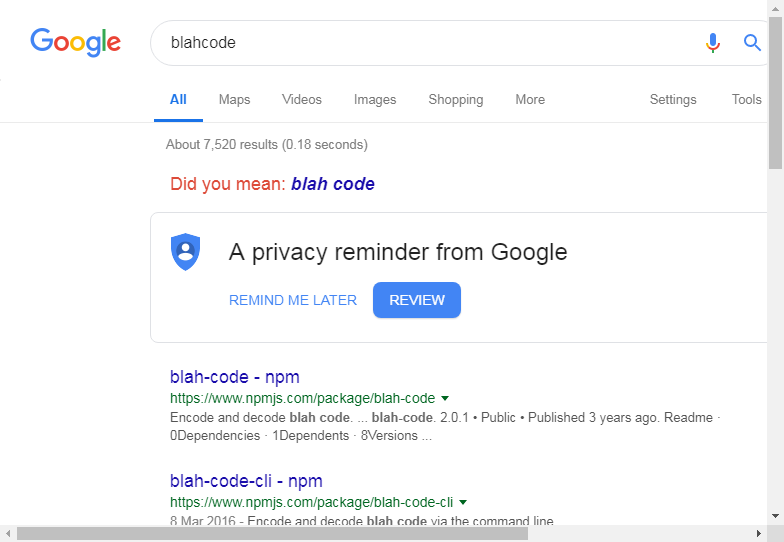 Google
blahcode
All Maps Videos Images Shopping More Settings Tools
About 7,520 results (0.18 seconds)
Did you mean: blah code
A privacy reminder from Google
REMIND ME LATER REVIEW
blah-code - npm
https://www.npmjs.com/package/blah-code
Encode and decode blah code. ... blah-code. 2.0.1 • Public • Published 3 years ago. Readme ·
0Dependencies · 1Dependents · 8Versions ...
blah-code-cli - npm
https://www.npmjs.com/package/blah-code-cli
8 Mar 2016 - Encode and decode blah code via the command line